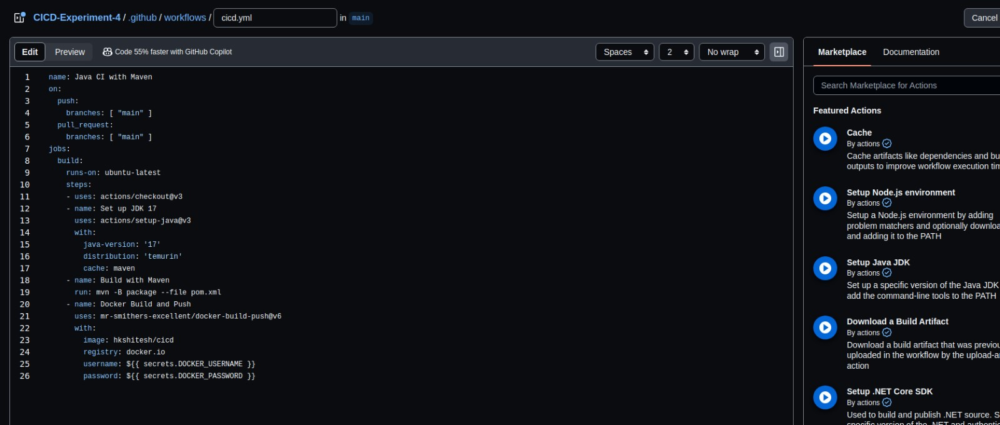 CICD-Experiment-4 / .github / workflows / cicd.yml in main
Cancel
Edit Preview Code 55% faster with GitHub Copilot Spaces 2 No wrap
1 name: Java CI with Maven
2 on:
3 push:
4 branches: [ "main" ]
5 pull_request:
6 branches: [ "main" ]
7 jobs:
8 build:
9 runs-on: ubuntu-latest
10 steps:
11 - uses: actions/checkout@v3
12 - name: Set up JDK 17
13 uses: actions/setup-java@v3
14 with:
15 java-version: '17'
16 distribution: 'temurin'
17 cache: maven
18 - name: Build with Maven
19 run: mvn -B package --file pom.xml
20 - name: Docker Build and Push
21 uses: mr-smithers-excellent/docker-build-push@v6
22 with:
23 image: hkshitesh/cicd
24 registry: docker.io
25 username: ${{ secrets.DOCKER_USERNAME }}
26 password: ${{ secrets.DOCKER_PASSWORD }}
Marketplace Documentation
Search Marketplace for Actions
Featured Actions
Cache
By actions
Cache artifacts like dependencies and bu
outputs to improve workflow execution tim
Setup Node.js environment
By actions
Setup a Node.js environment by adding
problem matchers and optionally downloa
and adding it to the PATH
Setup Java JDK
By actions
Set up a specific version of the Java JDK
add the command-line tools to the PATH
Download a Build Artifact
By actions
Download a build artifact that was previou
uploaded in the workflow by the upload-a
action
Setup .NET Core SDK
By actions
Used to build and publish .NET source. S
specific version of the .NET and authentic